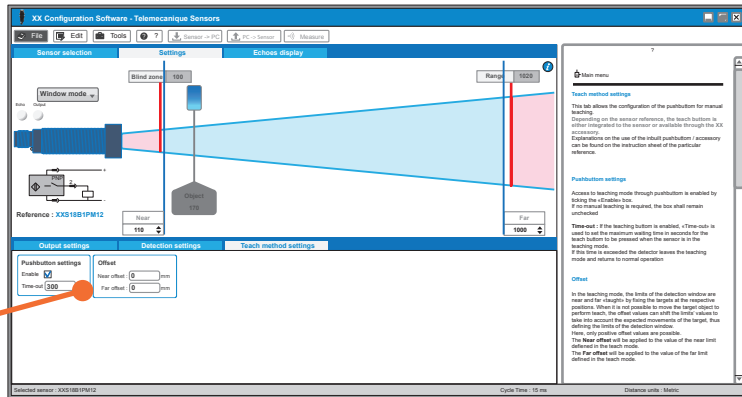 XX Configuration Software - Telemecanique Sensors
File Edit Tools ? Sensor -> PC PC -> Sensor Measure
Sensor selection Settings Echoes display
Window mode
Echo Output
Blind zone 100
Range 1020
Object
170
PNP
+
2
-
Reference : XXS18B1PM12
Near
110
Far
1000
Output settings Detection settings Teach method settings
Pushbutton settings
Enable
Time-out 300
Offset
Near offset : 0 mm
Far offset : 0 mm
Selected sensor : XXS18B1PM12 Cycle Time : 15 ms Distance units : Metric
?
Main menu
Teach method settings
This tab allows the configuration of the pushbutton for manual
teaching.
Depending on the sensor reference, the teach buttom is
either integrated to the sensor or available through the XX
accessory.
Explanations on the use of the inbuilt pushbuttom / accessory
can be found on the instruction sheet of the particular
reference.
Pushbuttom settings
Access to teaching mode through pushbuttom is enabled by
ticking the «Enable» box.
If no manual teaching is required, the box shall remain
unchecked
Time-out : If the teaching buttom is enabled, «Time-out» is
used to set the maximum waiting time in seconds for the
teach buttom to be pressed when the sensor is in the
teaching mode.
If this time is exceeded the detector leaves the teaching
mode and returns to normal operation
Offset
In the teaching mode, the limits of the detection window are
near and far «taught» by fixing the targets at the respective
positions. When it is not possible to move the target object to
perform teach, the offset values can shift the limits' values to
take into account the expected movements of the target, thus
defining the limits of the detection window.
Here, only positive offset values are possible.
The Near offset will be applied to the value of the near limit
defiened in the teach mode.
The Far offset will be applied to the value of the far limit
defined in the teach mode.